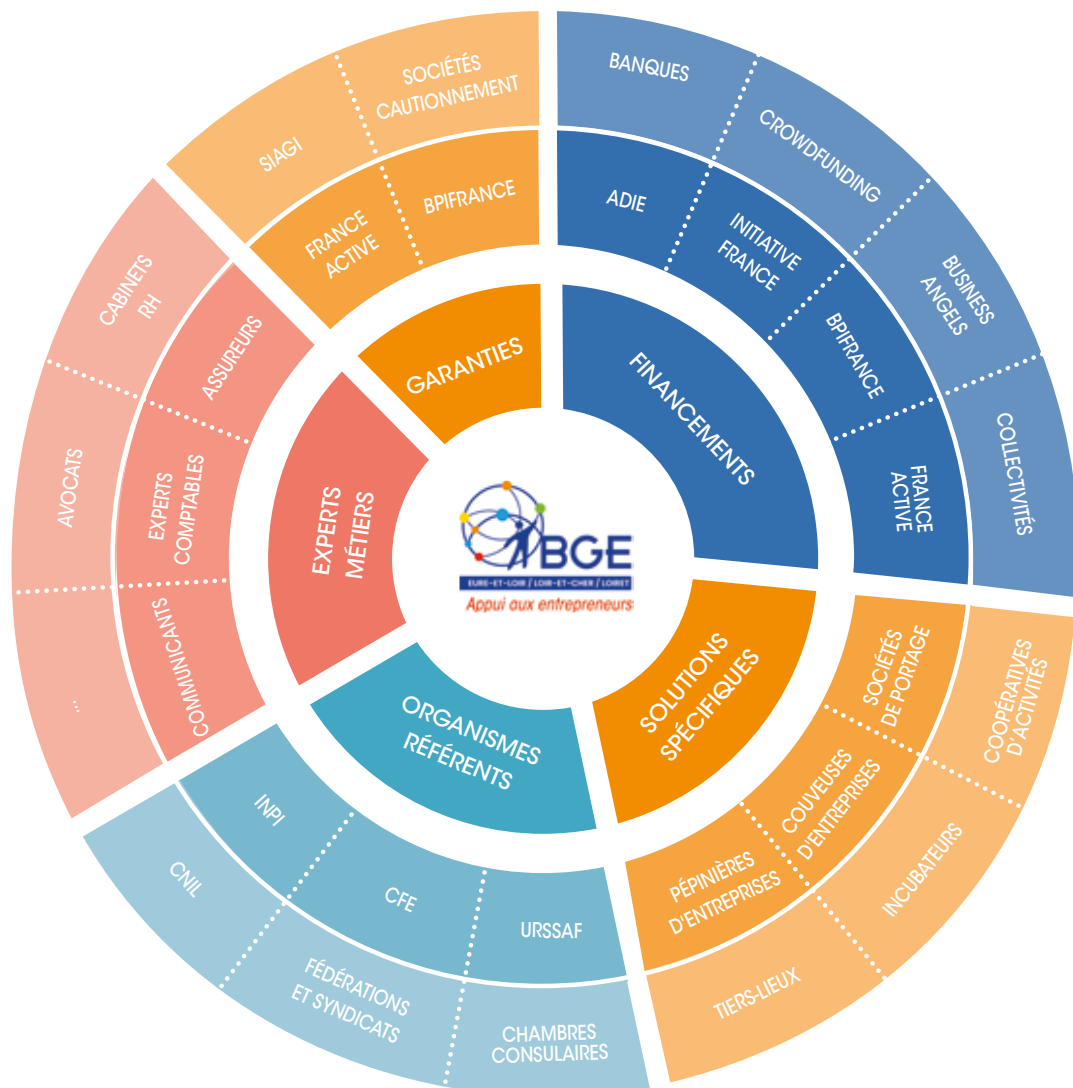 SOCIÉTÉS
CAUTIONNEMENT
SIAGI
BPIFRANCE
FRANCE
ACTIVE
GARANTIES
BANQUES
CROWDFUNDING
BUSINESS
ANGELS
COLLECTIVITÉS
ADIE
INITIATIVE
FRANCE
BPIFRANCE
FRANCE
ACTIVE
FINANCEMENTS
CABINETS
RH
AVOCATS
...
ASSUREURS
EXPERTS
COMPTABLES
COMMUNICANTS
EXPERTS
MÉTIERS
BGE
EURE-ET-LOIR / LOIR-ET-CHER / LOIRET
Appui aux entrepreneurs
SOLUTIONS
SPÉCIFIQUES
SOCIÉTÉS
DE PORTAGE
COUVEUSES
D'ENTREPRISES
PÉPINIÈRES
D'ENTREPRISES
COOPÉRATIVES
D'ACTIVITÉS
INCUBATEURS
TIERS-LIEUX
ORGANISMES
RÉFÉRENTS
INPI
CFE
URSSAF
CNIL
FÉDÉRATIONS
ET SYNDICATS
CHAMBRES
CONSULAIRES